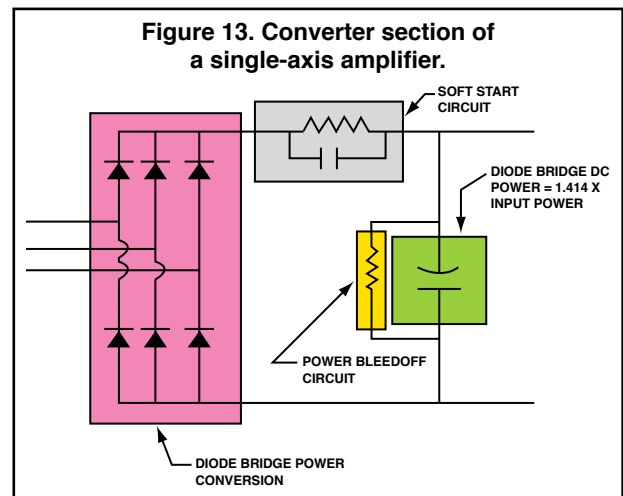 Figure 13. Converter section of
a single-axis amplifier.
SOFT START
CIRCUIT
DIODE BRIDGE DC
POWER = 1.414 X
INPUT POWER
POWER BLEEDOFF
CIRCUIT
DIODE BRIDGE POWER
CONVERSION